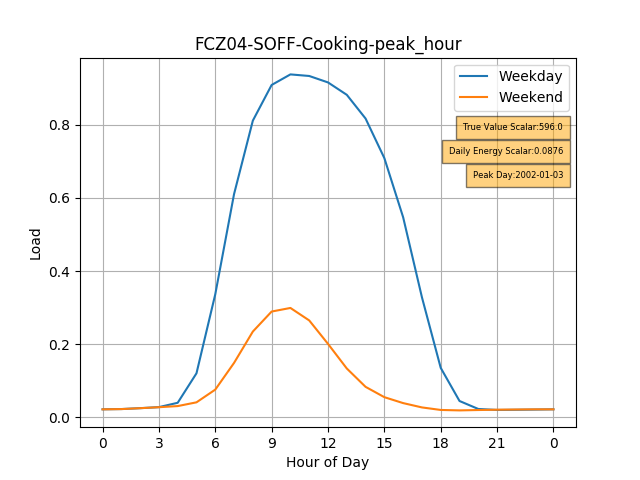 FCZ04-SOFF-Cooking-peak_hour
Weekday
Weekend
True Value Scalar:596.0
Daily Energy Scalar:0.0876
Peak Day:2002-01-03
Load
0.8
0.6
0.4
0.2
0.0
0 3 6 9 12 15 18 21 0
Hour of Day